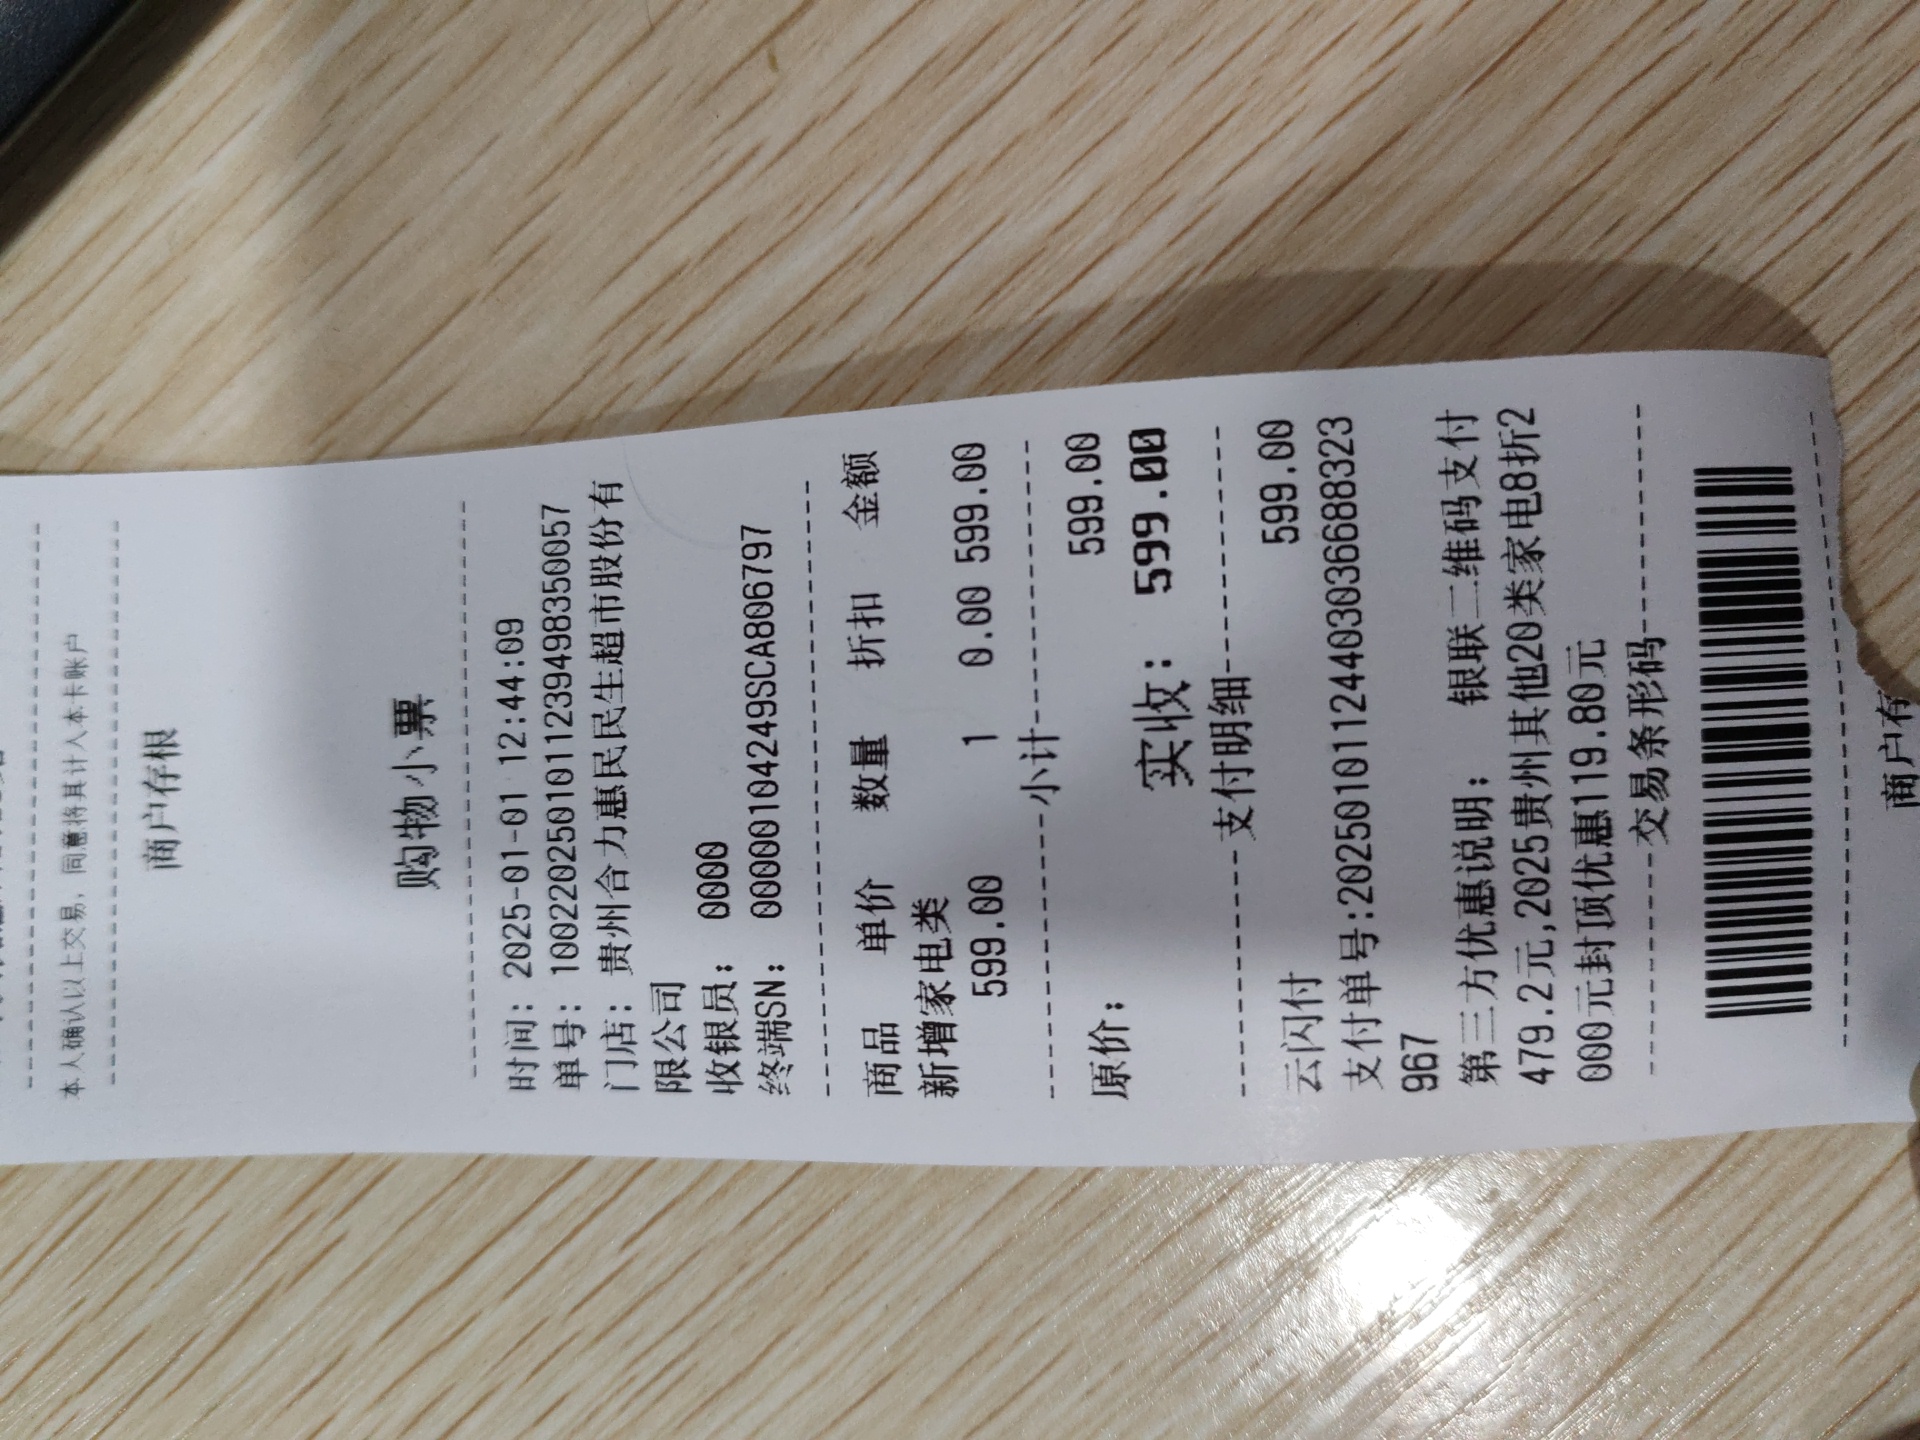 本人确认以上交易，同意将其计入本卡账户
商户存根
购物小票
时间: 2025-01-01 12:44:09
单号: 10022025010112394983500​57
门店: 贵州合力惠民民生超市股份有
限公司
收银员: 0000
终端SN: 00000104249SCA806797
商品 单价 数量 折扣 金额
新增家电类
599.00 1 0.00 599.00
小计
原价: 599.00
实收: 599.00
支付明细
云闪付 599.00
支付单号:20250101124403036688323
967
第三方优惠说明: 银联二维码支付
479.2元,2025贵州其他20类家电8折2
000元封顶优惠119.80元
交易条形码
商户有